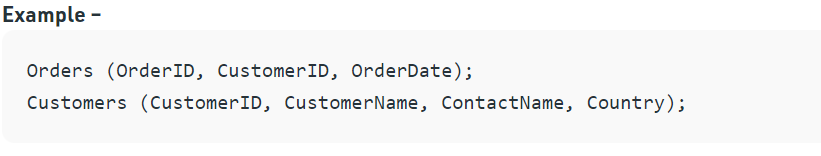 Example –
Orders (OrderID, CustomerID, OrderDate);
Customers (CustomerID, CustomerName, ContactName, Country);